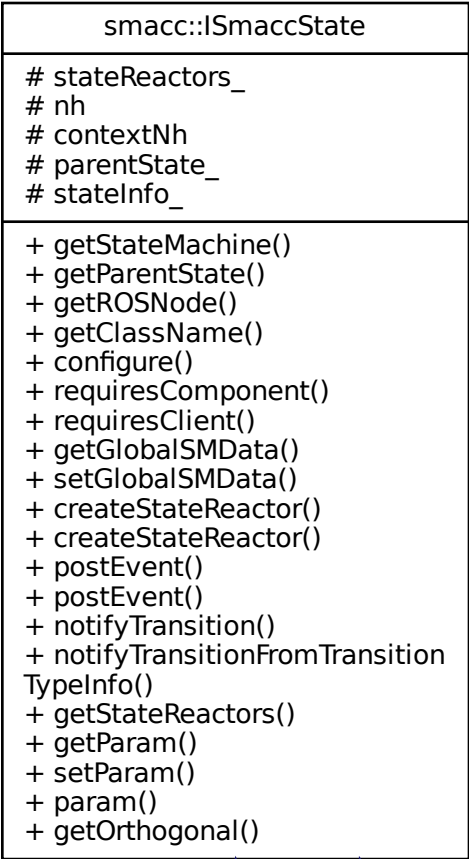 smacc::ISmaccState
# stateReactors_
# nh
# contextNh
# parentState_
# stateInfo_
+ getStateMachine()
+ getParentState()
+ getROSNode()
+ getClassName()
+ configure()
+ requiresComponent()
+ requiresClient()
+ getGlobalSMData()
+ setGlobalSMData()
+ createStateReactor()
+ createStateReactor()
+ postEvent()
+ postEvent()
+ notifyTransition()
+ notifyTransitionFromTransition
TypeInfo()
+ getStateReactors()
+ getParam()
+ setParam()
+ param()
+ getOrthogonal()